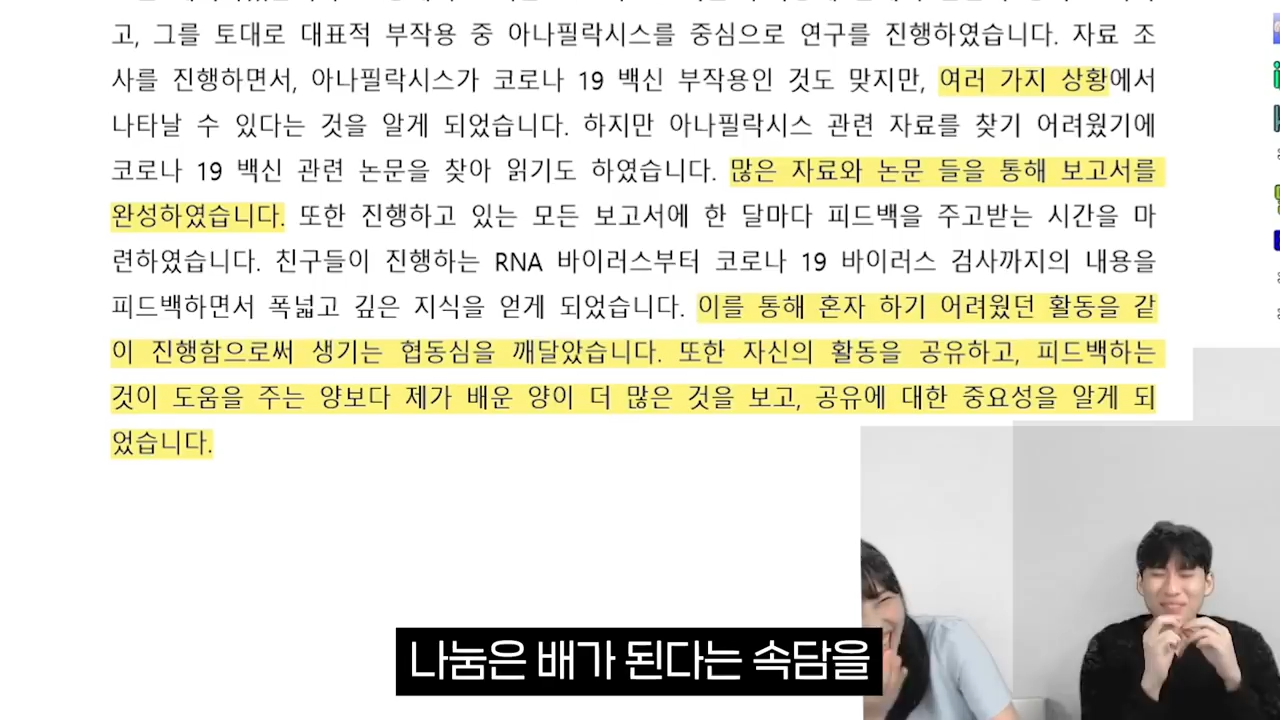 고, 그를 토대로 대표적 부작용 중 아나필락시스를 중심으로 연구를 진행하였습니다. 자료 조
사를 진행하면서, 아나필락시스가 코로나 19 백신 부작용인 것도 맞지만, 여러 가지 상황에서
나타날 수 있다는 것을 알게 되었습니다. 하지만 아나필락시스 관련 자료를 찾기 어려웠기에
코로나 19 백신 관련 논문을 찾아 읽기도 하였습니다. 많은 자료와 논문 들을 통해 보고서를
완성하였습니다. 또한 진행하고 있는 모든 보고서에 한 달마다 피드백을 주고받는 시간을 마
련하였습니다. 친구들이 진행하는 RNA 바이러스부터 코로나 19 바이러스 검사까지의 내용을
피드백하면서 폭넓고 깊은 지식을 얻게 되었습니다. 이를 통해 혼자 하기 어려웠던 활동을 같
이 진행함으로써 생기는 협동심을 깨달았습니다. 또한 자신의 활동을 공유하고, 피드백하는
것이 도움을 주는 양보다 제가 배운 양이 더 많은 것을 보고, 공유에 대한 중요성을 알게 되
었습니다.
나눔은 배가 된다는 속담을